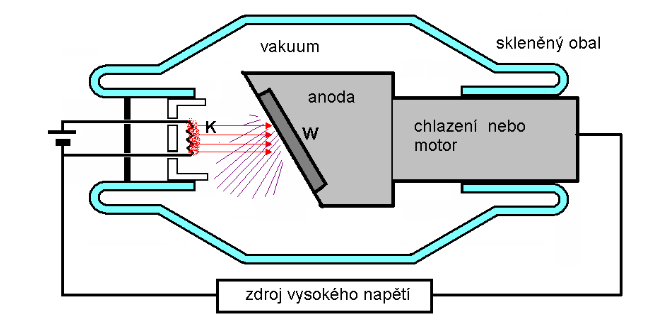 vakuum
skleněný obal
anoda
K
W
chlazení nebo
motor
zdroj vysokého napětí